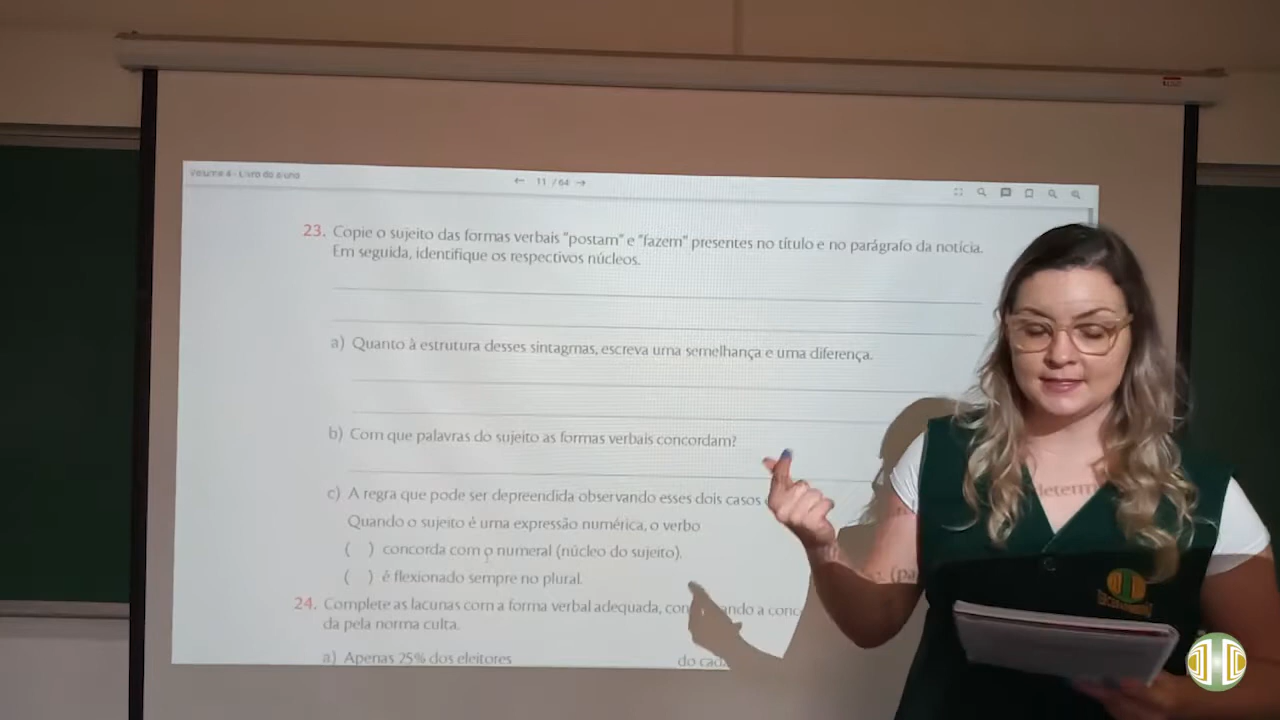 Volume 4 - Livro do aluno
← 11 / 64 →
23. Copie o sujeito das formas verbais "postam" e "fazem" presentes no título e no parágrafo da notícia.
Em seguida, identifique os respectivos núcleos.
a) Quanto à estrutura desses sintagmas, escreva uma semelhança e uma diferença.
b) Com que palavras do sujeito as formas verbais concordam?
c) A regra que pode ser depreendida observando esses dois casos
Quando o sujeito é uma expressão numérica, o verbo
( ) concorda com o numeral (núcleo do sujeito).
( ) é flexionado sempre no plural.
24. Complete as lacunas com a forma verbal adequada, con ando a conc
da pela norma culta.
a) Apenas 25% dos eleitores do cad
determ
(pa